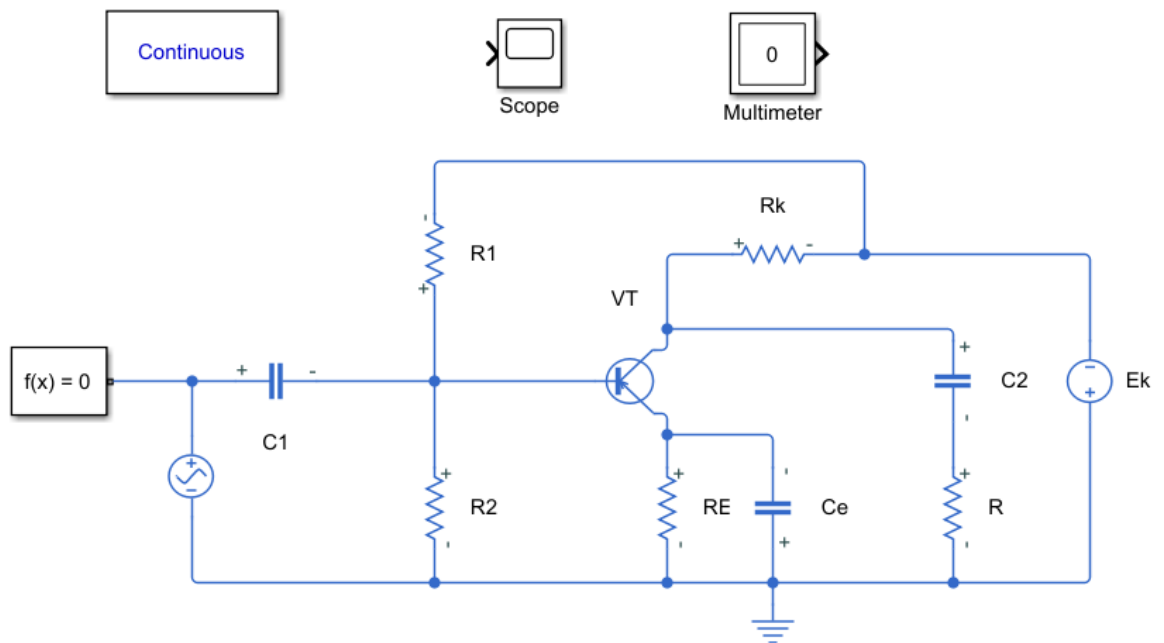 Continuous
Scope
0
Multimeter
Rk
+
-
-
R1
+
VT
f(x) = 0
+
-
C1
+
C2
-
-
+
Ek
+
-
+
R2
-
+
RE
-
-
Ce
+
+
R
-